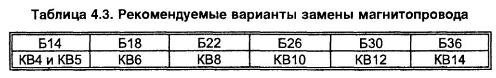 Таблица 4.3. Рекомендуемые варианты замены магнитопровода
Б14 Б18 Б22 Б26 Б30 Б36
КВ4 и КВ5 КВ6 КВ8 КВ10 КВ12 КВ14